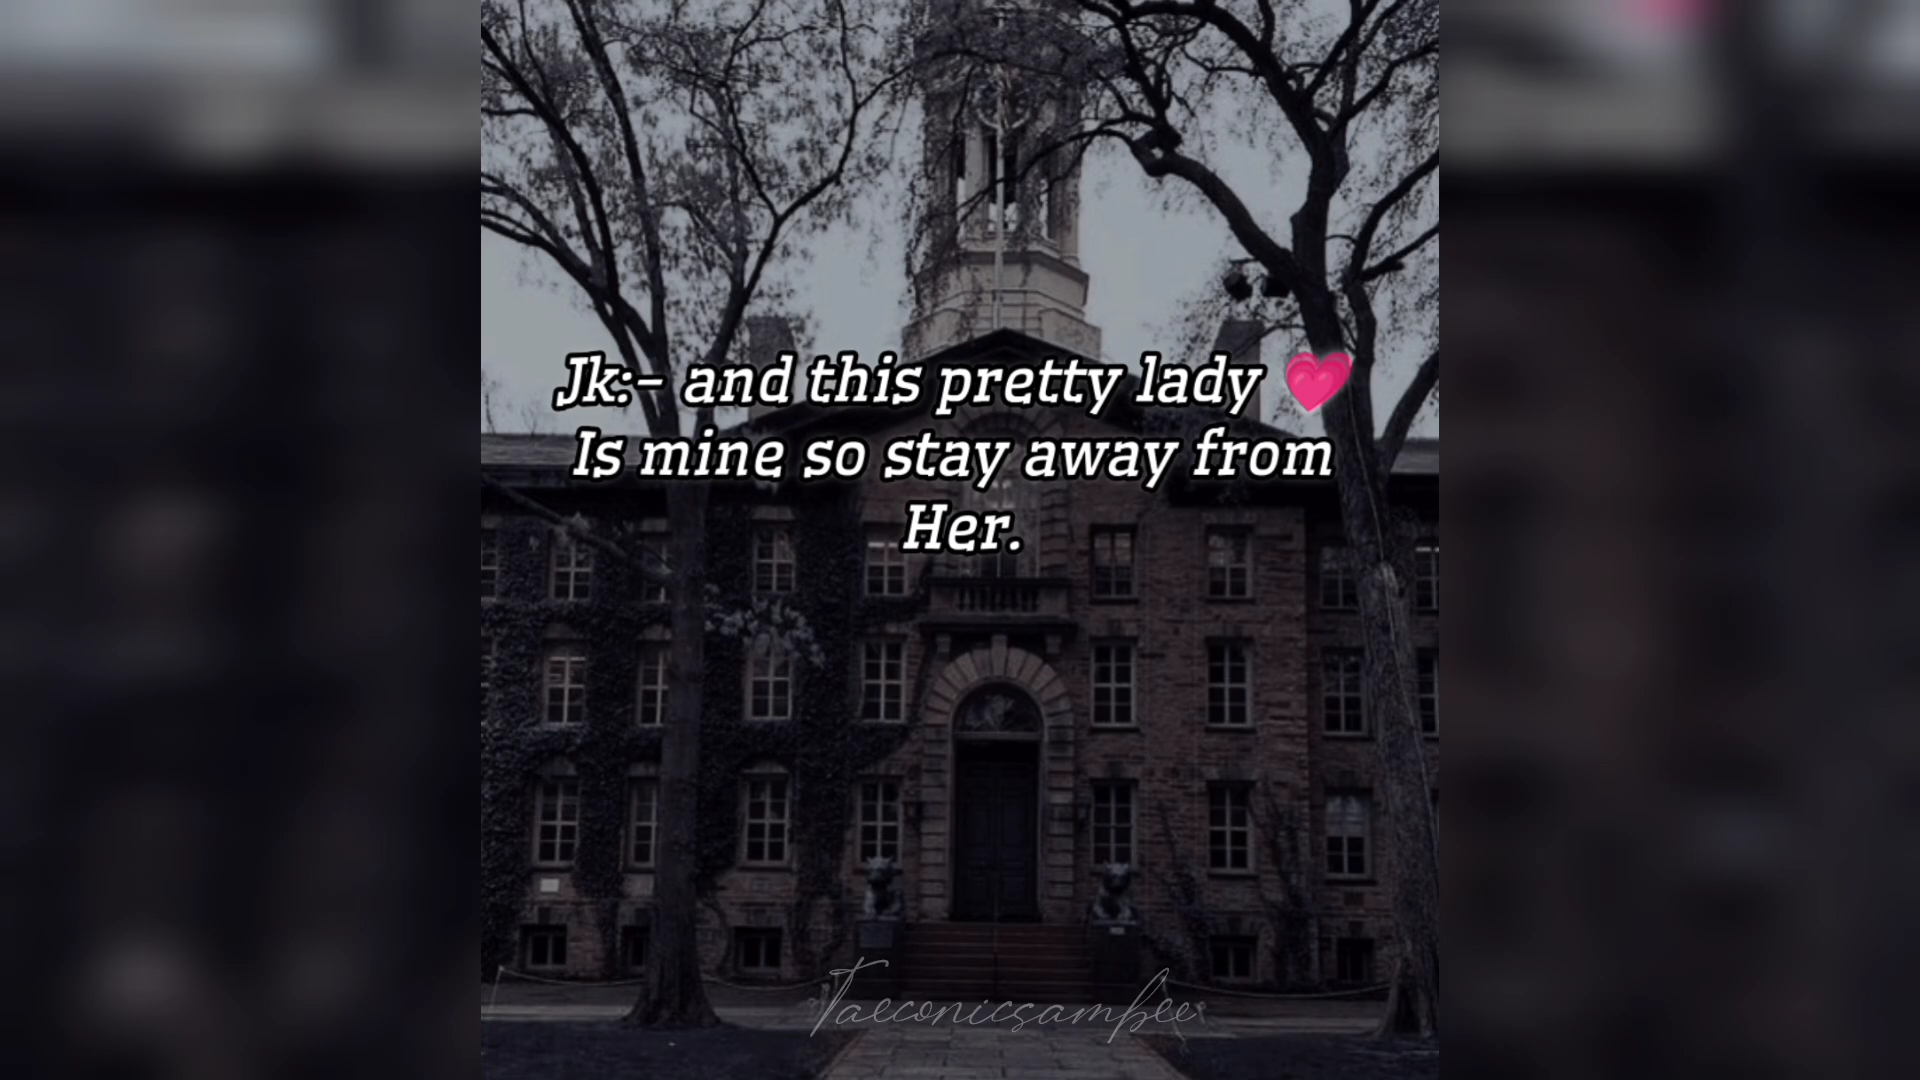 Jk:- and this pretty lady 💗
Is mine so stay away from
Her.
Taeconicsambee